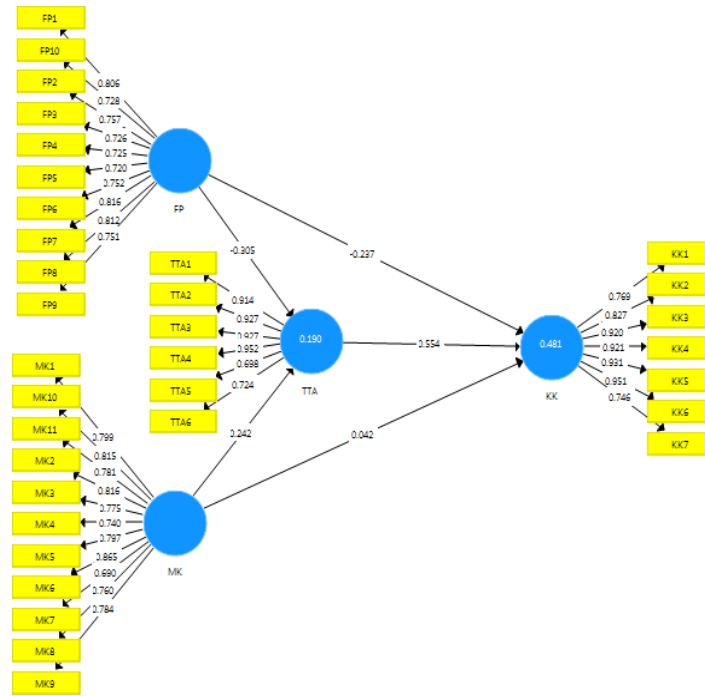 FP1
FP10
FP2
FP3
FP4
FP5
FP6
FP7
FP8
FP9
0.806
0.728
0.757
0.726
0.725
0.720
0.752
0.816
0.812
0.751
FP
-0.305
-0.237
TTA1
TTA2
TTA3
TTA4
TTA5
TTA6
0.914
0.927
0.927
0.952
0.698
0.724
0.190
TTA
0.554
0.481
KK
0.769
0.827
0.920
0.921
0.931
0.951
0.746
KK1
KK2
KK3
KK4
KK5
KK6
KK7
MK1
MK10
MK11
MK2
MK3
MK4
MK5
MK6
MK7
MK8
MK9
0.799
0.815
0.781
0.816
0.775
0.740
0.797
0.865
0.690
0.760
0.784
MK
0.242
0.042